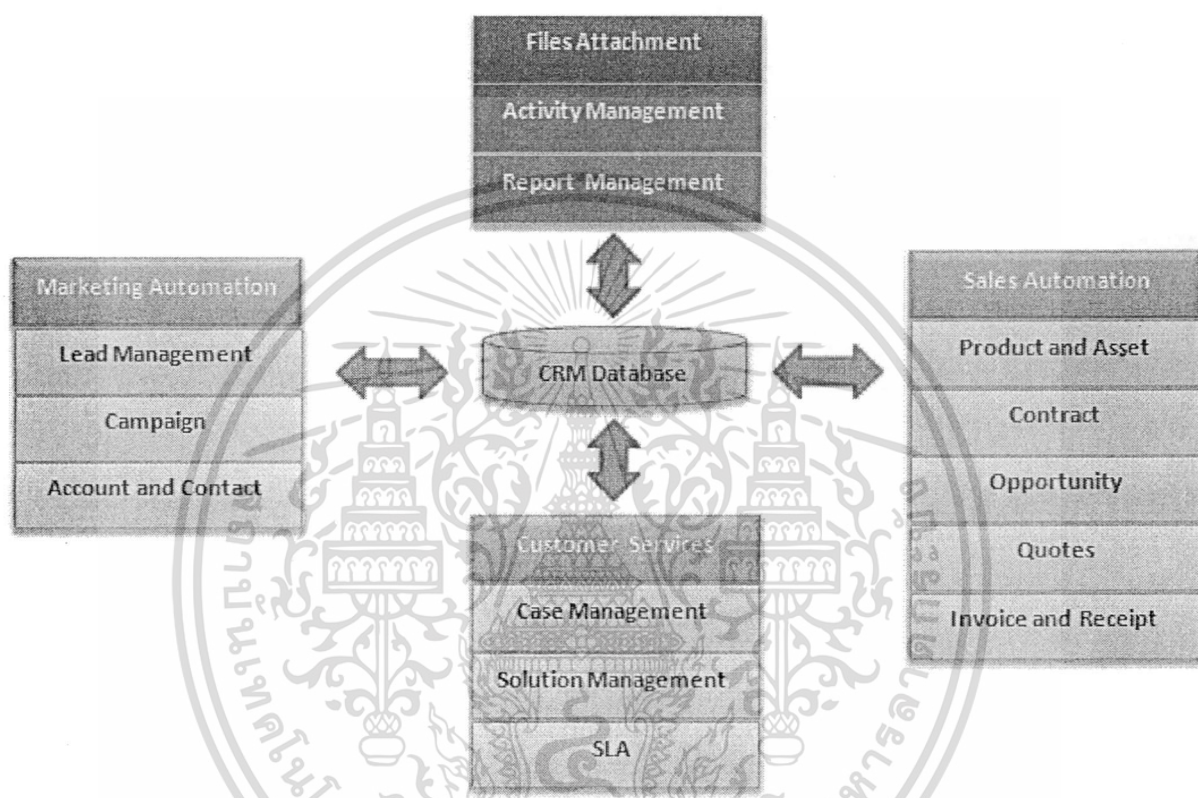 Files Attachment
Activity Management
Report Management
Marketing Automation
Lead Management
Campaign
Account and Contact
CRM Database
Sales Automation
Product and Asset
Contract
Opportunity
Quotes
Invoice and Receipt
Customer Services
Case Management
Solution Management
SLA